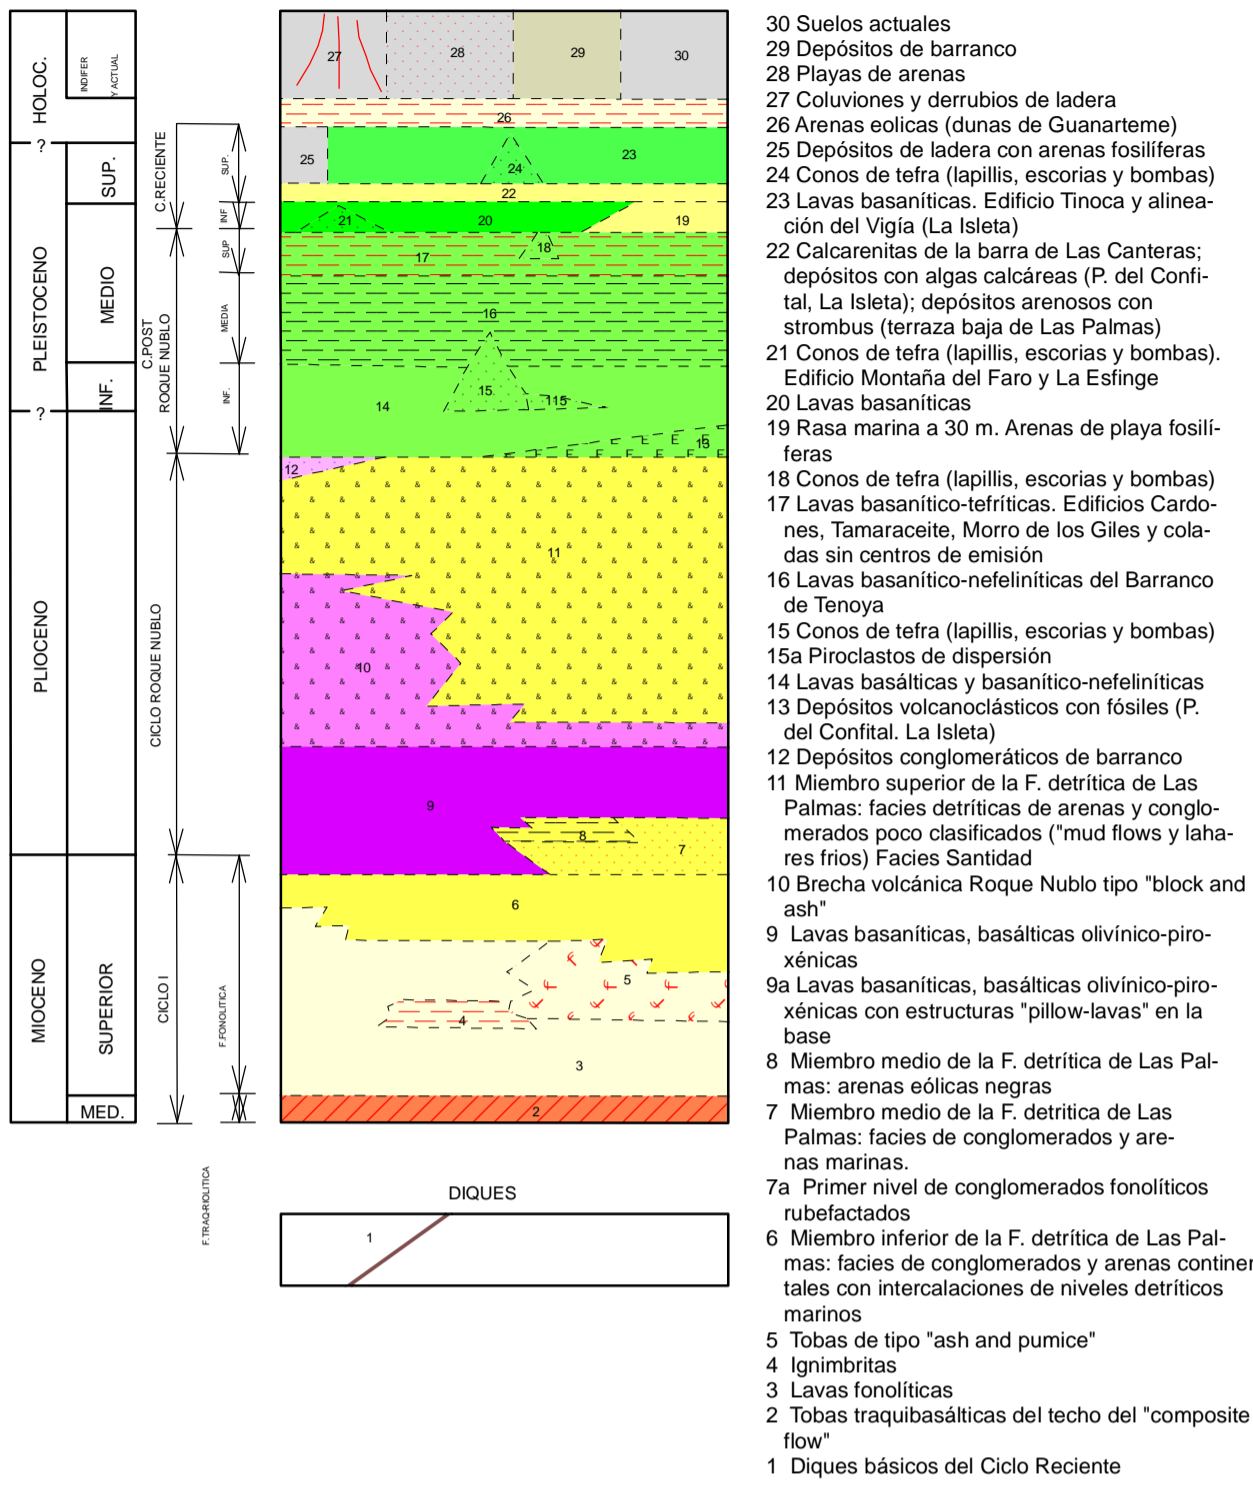 HOLOC.
INDIFER
Y ACTUAL
?
PLEISTOCENO
SUP.
MEDIO
INF.
?
PLIOCENO
MIOCENO
SUPERIOR
MED.
C.RECIENTE
SUP.
INF
C.POST
ROQUE NUBLO
SUP
MEDIA
INF.
CICLO ROQUE NUBLO
CICLO I
F.FONOLITICA
F.TRAQ-RIOLITICA
27
28
29
30
26
25
24
23
22
21
20
19
18
17
16
15
115
14
13
12
11
10
9
8
7
6
5
4
3
2
DIQUES
1
30 Suelos actuales
29 Depósitos de barranco
28 Playas de arenas
27 Coluviones y derrubios de ladera
26 Arenas eolicas (dunas de Guanarteme)
25 Depósitos de ladera con arenas fosilíferas
24 Conos de tefra (lapillis, escorias y bombas)
23 Lavas basaníticas. Edificio Tinoca y alinea-
ción del Vigía (La Isleta)
22 Calcarenitas de la barra de Las Canteras;
depósitos con algas calcáreas (P. del Confi-
tal, La Isleta); depósitos arenosos con
strombus (terraza baja de Las Palmas)
21 Conos de tefra (lapillis, escorias y bombas).
Edificio Montaña del Faro y La Esfinge
20 Lavas basaníticas
19 Rasa marina a 30 m. Arenas de playa fosilí-
feras
18 Conos de tefra (lapillis, escorias y bombas)
17 Lavas basanítico-tefríticas. Edificios Cardo-
nes, Tamaraceite, Morro de los Giles y cola-
das sin centros de emisión
16 Lavas basanítico-nefeliníticas del Barranco
de Tenoya
15 Conos de tefra (lapillis, escorias y bombas)
15a Piroclastos de dispersión
14 Lavas basálticas y basanítico-nefeliníticas
13 Depósitos volcanoclásticos con fósiles (P.
del Confital. La Isleta)
12 Depósitos conglomeráticos de barranco
11 Miembro superior de la F. detrítica de Las
Palmas: facies detríticas de arenas y conglo-
merados poco clasificados ("mud flows y laha-
res frios) Facies Santidad
10 Brecha volcánica Roque Nublo tipo "block and
ash"
9 Lavas basaníticas, basálticas olivínico-piro-
xénicas
9a Lavas basaníticas, basálticas olivínico-piro-
xénicas con estructuras "pillow-lavas" en la
base
8 Miembro medio de la F. detrítica de Las Pal-
mas: arenas eólicas negras
7 Miembro medio de la F. detritica de Las
Palmas: facies de conglomerados y are-
nas marinas.
7a Primer nivel de conglomerados fonolíticos
rubefactados
6 Miembro inferior de la F. detrítica de Las Pal-
mas: facies de conglomerados y arenas continen
tales con intercalaciones de niveles detríticos
marinos
5 Tobas de tipo "ash and pumice"
4 Ignimbritas
3 Lavas fonolíticas
2 Tobas traquibasálticas del techo del "composite
flow"
1 Diques básicos del Ciclo Reciente